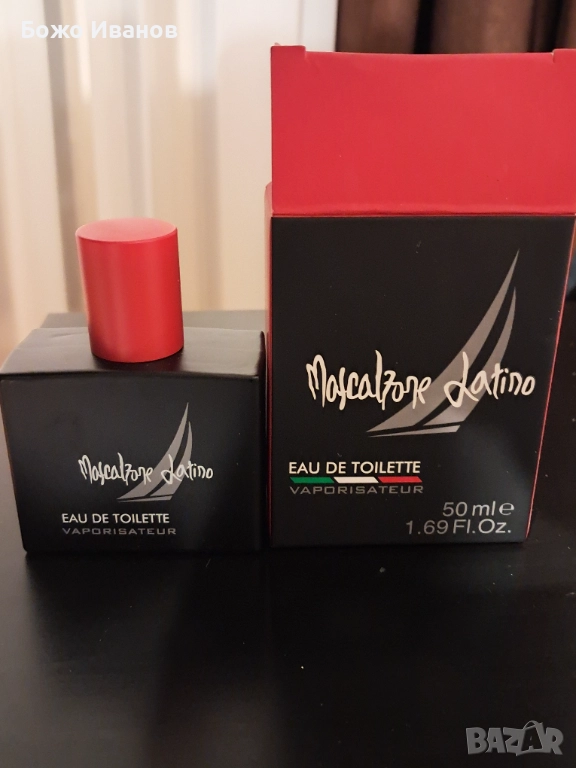 Божо Иванов
Mascalzone Latino
EAU DE TOILETTE
VAPORISATEUR
Mascalzone Latino
EAU DE TOILETTE
VAPORISATEUR
50 ml e
1.69 Fl.Oz.
BAZAR